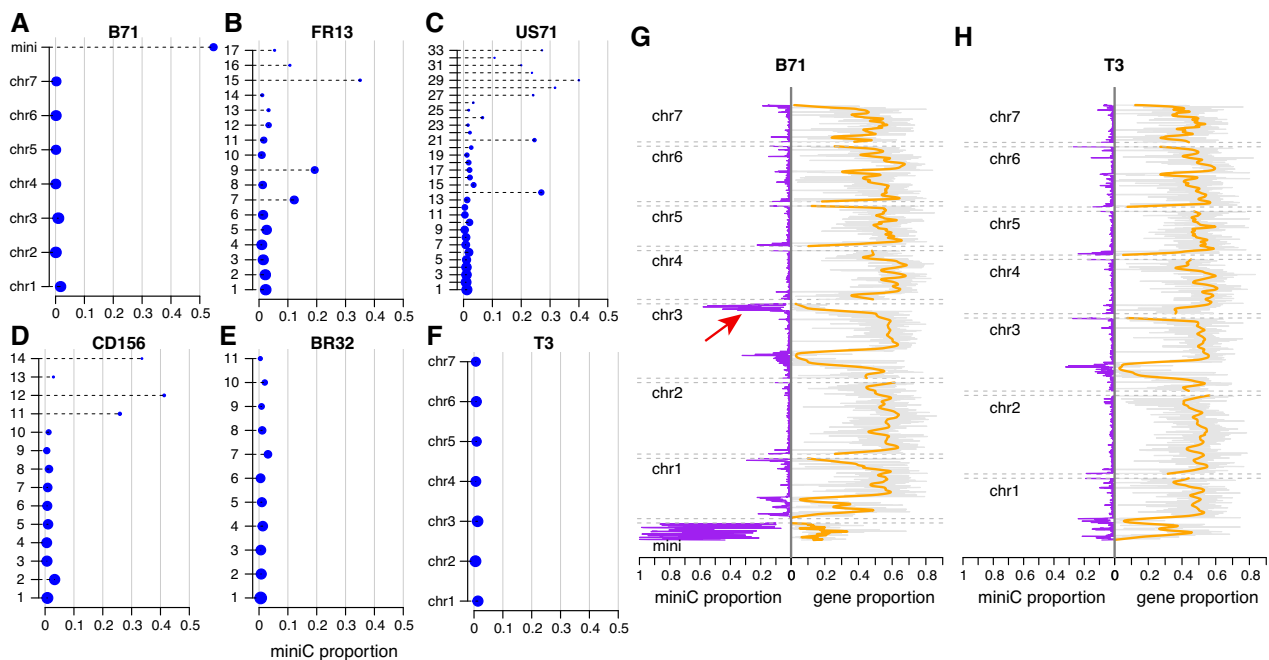 A
B71
mini
chr7
chr6
chr5
chr4
chr3
chr2
chr1
0 0.1 0.2 0.3 0.4 0.5
B
FR13
17
16
15
14
13
12
11
10
9
8
7
6
5
4
3
2
1
0 0.1 0.2 0.3 0.4 0.5
C
US71
33
31
29
27
25
23
21
19
17
15
13
11
9
7
5
3
1
0 0.1 0.2 0.3 0.4 0.5
D
CD156
14
13
12
11
10
9
8
7
6
5
4
3
2
1
0 0.1 0.2 0.3 0.4 0.5
E
BR32
11
10
9
8
7
6
5
4
3
2
1
0 0.1 0.2 0.3 0.4 0.5
miniC proportion
F
T3
chr7
chr6
chr5
chr4
chr3
chr2
chr1
0 0.1 0.2 0.3 0.4 0.5
G
B71
chr7
chr6
chr5
chr4
chr3
chr2
chr1
mini
1 0.8 0.6 0.4 0.2 0 0.2 0.4 0.6 0.8
miniC proportion gene proportion
H
T3
chr7
chr6
chr5
chr4
chr3
chr2
chr1
1 0.8 0.6 0.4 0.2 0 0.2 0.4 0.6 0.8
miniC proportion gene proportion